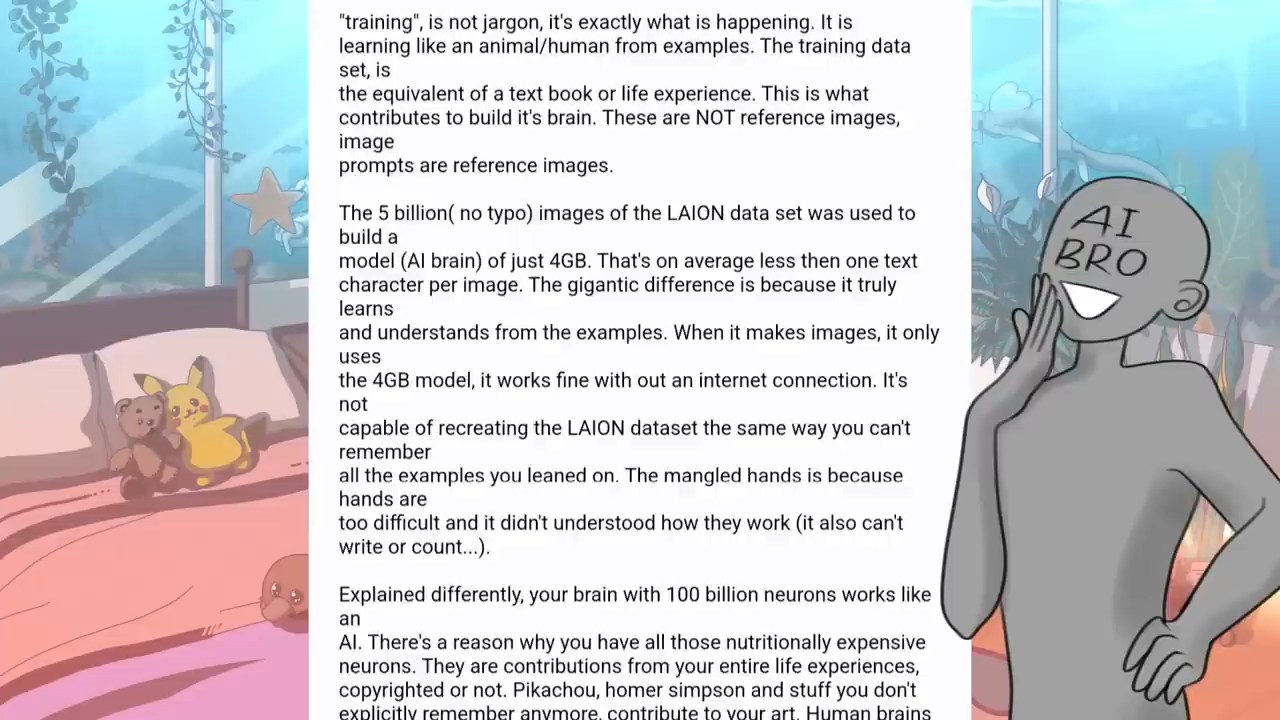 "training", is not jargon, it's exactly what is happening. It is
learning like an animal/human from examples. The training data
set, is
the equivalent of a text book or life experience. This is what
contributes to build it's brain. These are NOT reference images,
image
prompts are reference images.
The 5 billion( no typo) images of the LAION data set was used to
build a
model (AI brain) of just 4GB. That's on average less then one text
character per image. The gigantic difference is because it truly
learns
and understands from the examples. When it makes images, it only
uses
the 4GB model, it works fine with out an internet connection. It's
not
capable of recreating the LAION dataset the same way you can't
remember
all the examples you leaned on. The mangled hands is because
hands are
too difficult and it didn't understood how they work (it also can't
write or count...).
Explained differently, your brain with 100 billion neurons works like
an
AI. There's a reason why you have all those nutritionally expensive
neurons. They are contributions from your entire life experiences,
copyrighted or not. Pikachou, homer simpson and stuff you don't
explicitly remember anymore, contribute to your art. Human brains
AI
BRO